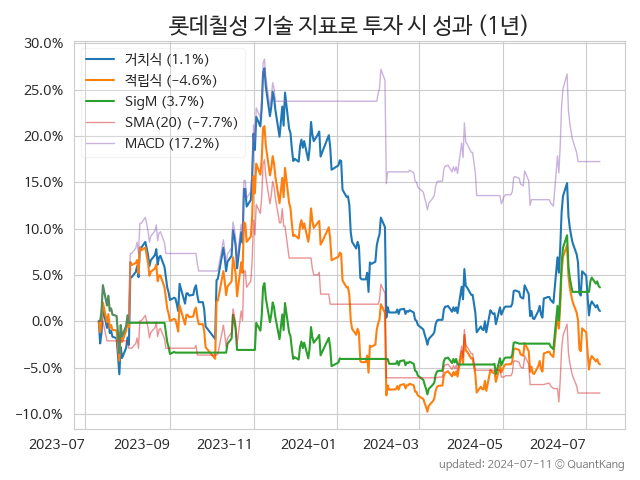 롯데칠성 기술 지표로 투자 시 성과 (1년)
30.0%
25.0%
20.0%
15.0%
10.0%
5.0%
0.0%
−5.0%
−10.0%
거치식 (1.1%)
적립식 (−4.6%)
SigM (3.7%)
SMA(20) (−7.7%)
MACD (17.2%)
2023-07 2023-09 2023-11 2024-01 2024-03 2024-05 2024-07
updated: 2024-07-11 © QuantKang